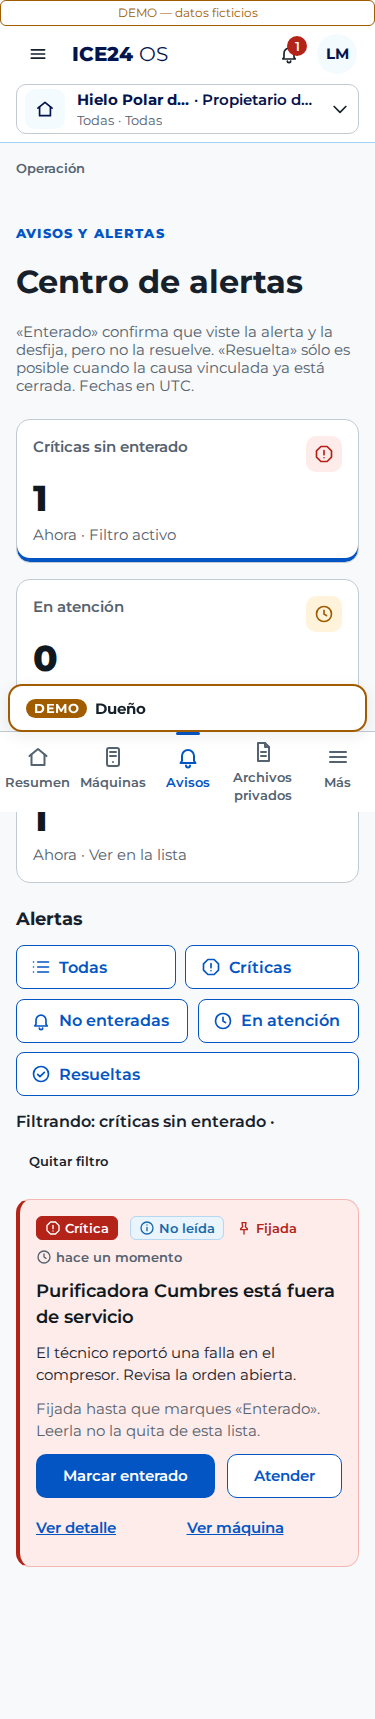 DEMO — datos ficticios
ICE24 OS
1
LM
Hielo Polar d... · Propietario d...
Todas · Todas
Operación
AVISOS Y ALERTAS
Centro de alertas
«Enterado» confirma que viste la alerta y la
desfija, pero no la resuelve. «Resuelta» sólo es
posible cuando la causa vinculada ya está
cerrada. Fechas en UTC.
Críticas sin enterado
1
Ahora · Filtro activo
En atención
0
DEMO Dueño
Resumen
Máquinas
Avisos
Archivos
privados
Más
Ahora · Ver en la lista
Alertas
Todas
Críticas
No enteradas
En atención
Resueltas
Filtrando: críticas sin enterado ·
Quitar filtro
Crítica
No leída
Fijada
hace un momento
Purificadora Cumbres está fuera
de servicio
El técnico reportó una falla en el
compresor. Revisa la orden abierta.
Fijada hasta que marques «Enterado».
Leerla no la quita de esta lista.
Marcar enterado
Atender
Ver detalle
Ver máquina